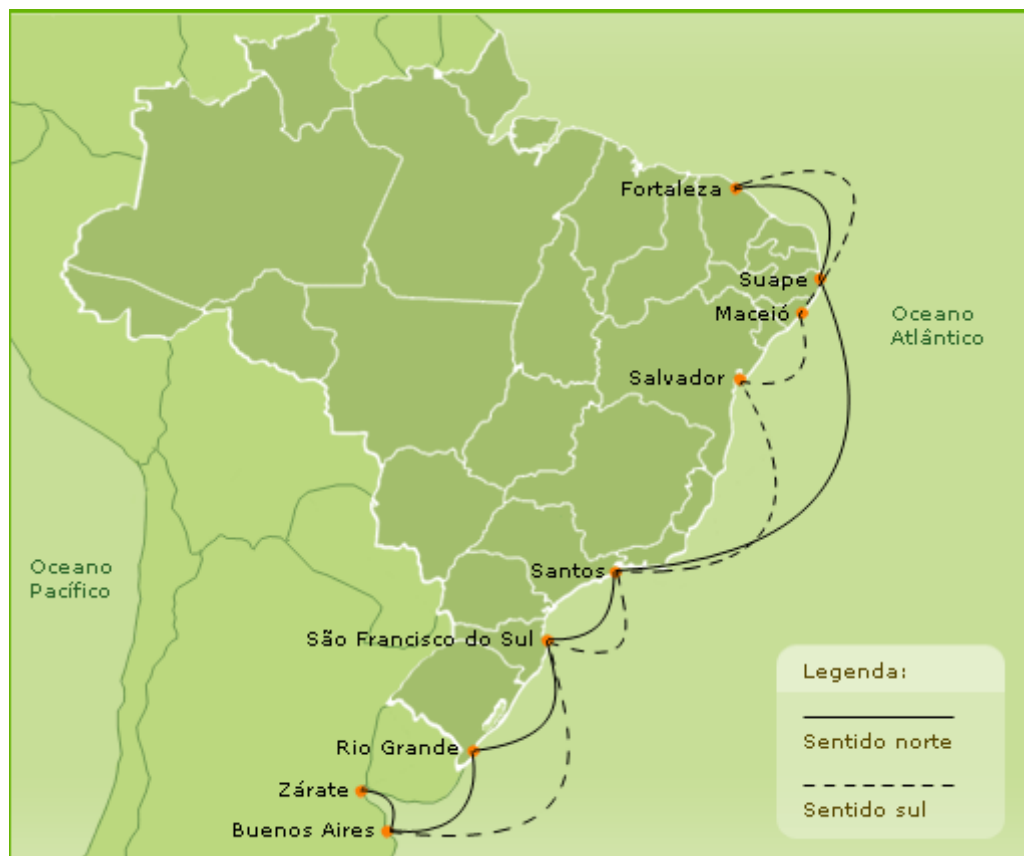 Fortaleza
Suape
Maceió
Oceano
Atlântico
Salvador
Oceano
Pacífico
Santos
São Francisco do Sul
Legenda:
Sentido norte
Rio Grande
Zárate
Sentido sul
Buenos Aires